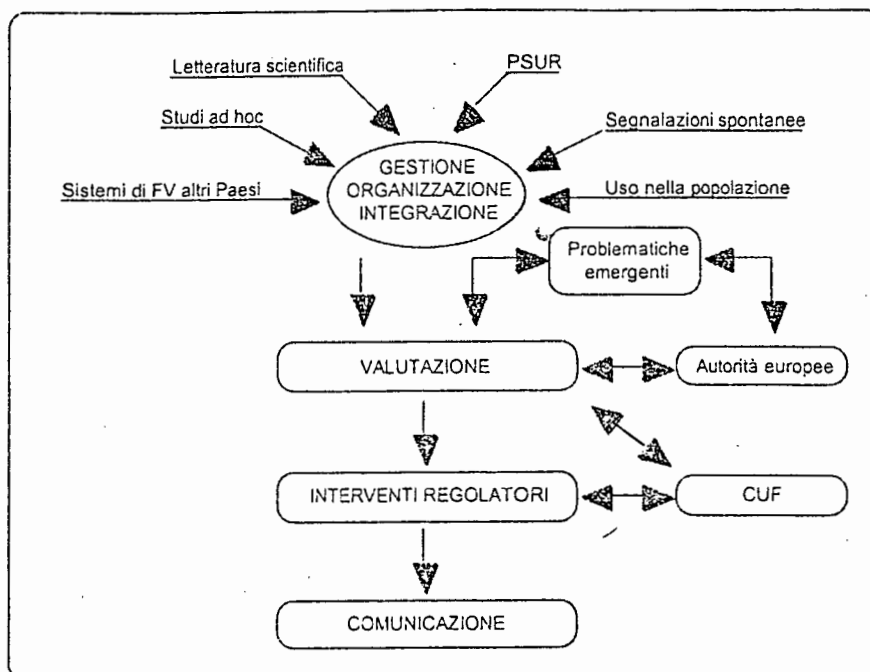 Letteratura scientifica
PSUR
Studi ad hoc
Segnalazioni spontanee
Sistemi di FV altri Paesi
Uso nella popolazione
GESTIONE
ORGANIZZAZIONE
INTEGRAZIONE
Problematiche
emergenti
VALUTAZIONE
Autorità europee
INTERVENTI REGOLATORI
CUF
COMUNICAZIONE